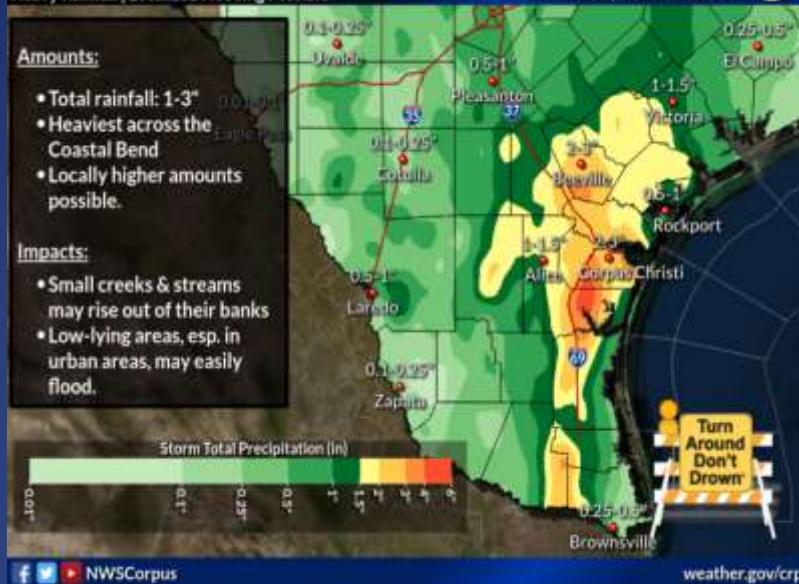 Amounts:
• Total rainfall: 1-3"
• Heaviest across the
Coastal Bend
• Locally higher amounts
possible.
Impacts:
• Small creeks & streams
may rise out of their banks
• Low-lying areas, esp. in
urban areas, may easily
flood.
0.1-0.25"
Uvalde
0.25-0.5"
El Campo
0.5-1"
Pleasanton
1-1.5"
Victoria
Eagle Pass
35
37
0.1-0.25"
Cotulla
2-3"
Beeville
0.5-1"
Rockport
1-1.5"
Alice
2-3"
Corpus Christi
0.5-1"
Laredo
69
0.1-0.25"
Zapata
Storm Total Precipitation (in)
0.01"
0.1"
0.25"
0.5"
1"
1.5"
2"
3"
4"
6"
0.25-0.5"
Brownsville
Turn
Around
Don't
Drown
NWSCorpus
weather.gov/crp